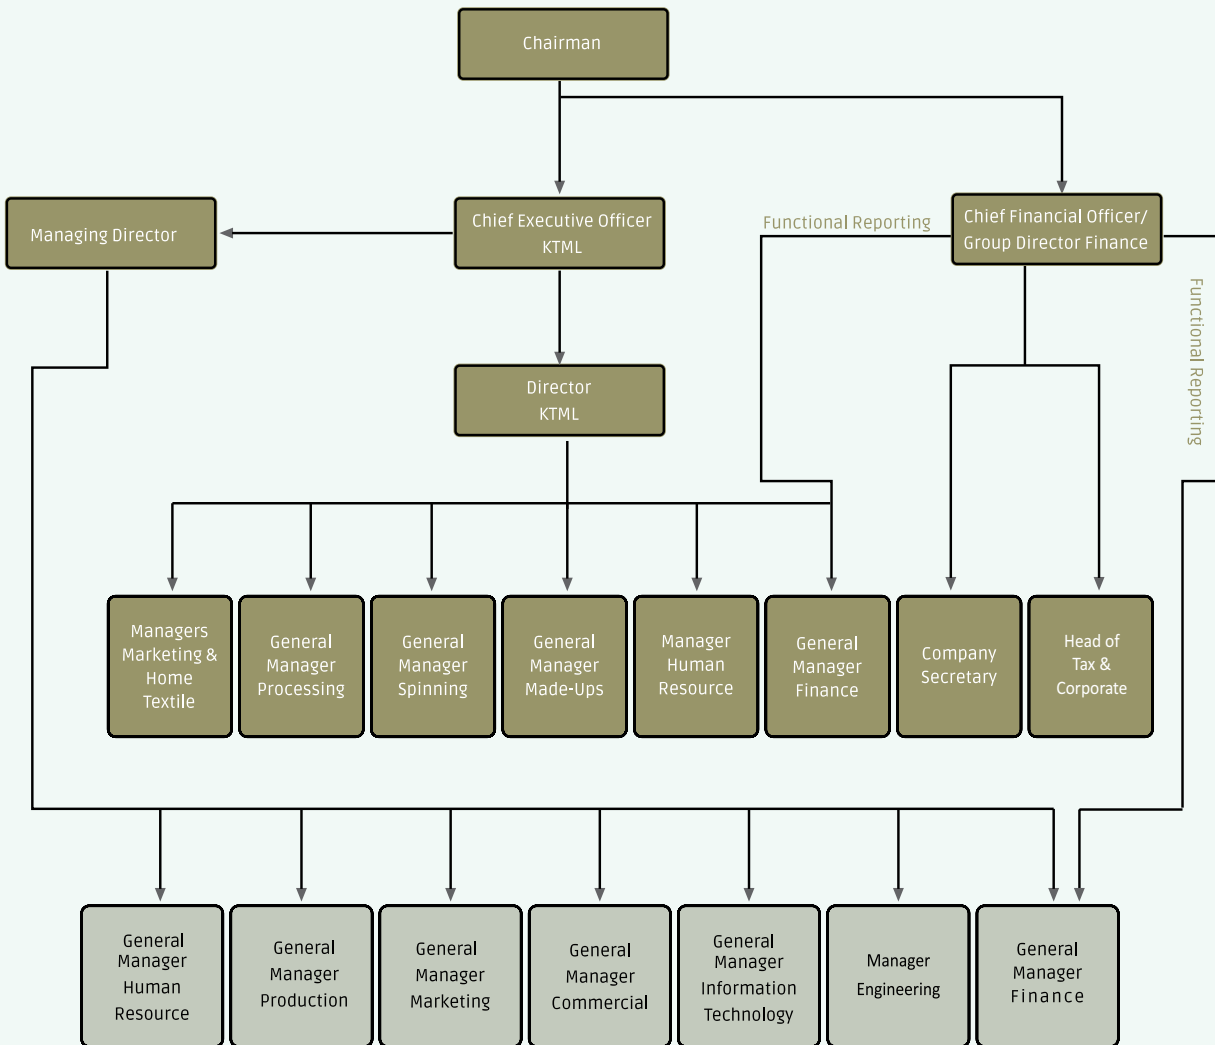 Chairman
Managing Director
Chief Executive Officer
KTML
Functional Reporting
Chief Financial Officer/
Group Director Finance
Functional Reporting
Director
KTML
Managers
Marketing &
Home
Textile
General
Manager
Processing
General
Manager
Spinning
General
Manager
Made-Ups
Manager
Human
Resource
General
Manager
Finance
Company
Secretary
Head of
Tax &
Corporate
General
Manager
Human
Resource
General
Manager
Production
General
Manager
Marketing
General
Manager
Commercial
General
Manager
Information
Technology
Manager
Engineering
General
Manager
Finance